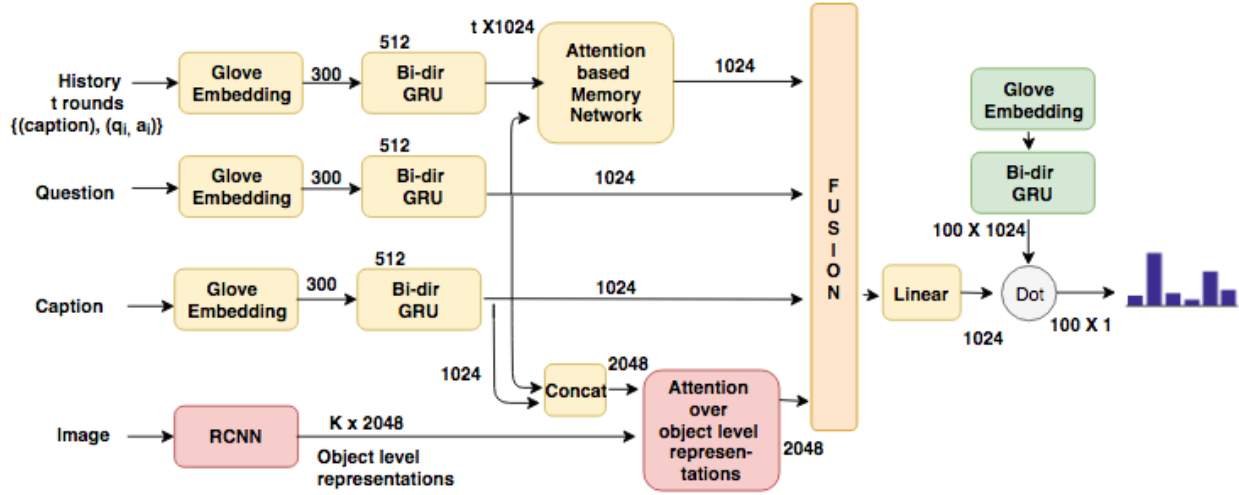 History
t rounds
{(caption), (qi, ai)}
Glove
Embedding
300
512
Bi-dir
GRU
t X1024
Attention
based
Memory
Network
1024
Question
Glove
Embedding
300
512
Bi-dir
GRU
1024
Caption
Glove
Embedding
300
512
Bi-dir
GRU
1024
1024
Concat
2048
Image
RCNN
K x 2048
Object level
representations
Attention
over
object level
represen-
tations
2048
FUSION
Linear
1024
Glove
Embedding
Bi-dir
GRU
100 X 1024
Dot
100 X 1